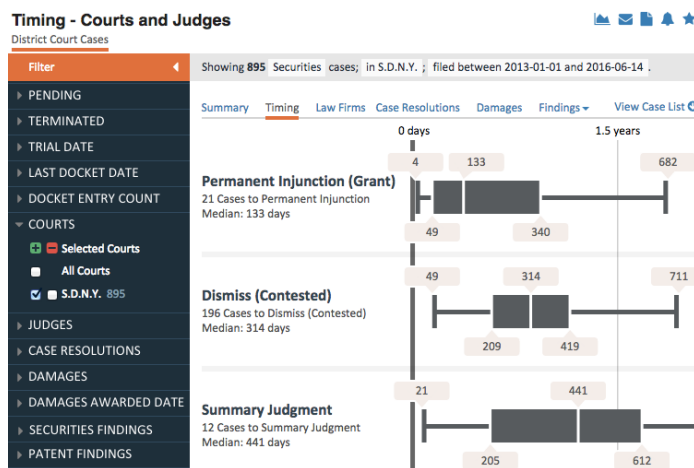 Timing - Courts and Judges
District Court Cases
Filter
Showing 895 Securities cases; in S.D.N.Y. ; filed between 2013-01-01 and 2016-06-14 .
PENDING
TERMINATED
TRIAL DATE
LAST DOCKET DATE
DOCKET ENTRY COUNT
COURTS
Selected Courts
All Courts
S.D.N.Y. 895
JUDGES
CASE RESOLUTIONS
DAMAGES
DAMAGES AWARDED DATE
SECURITIES FINDINGS
PATENT FINDINGS
Summary Timing Law Firms Case Resolutions Damages Findings View Case List
0 days 1.5 years
4 133 682
Permanent Injunction (Grant)
21 Cases to Permanent Injunction
Median: 133 days
49 340
49 314 711
Dismiss (Contested)
196 Cases to Dismiss (Contested)
Median: 314 days
209 419
21 441
Summary Judgment
12 Cases to Summary Judgment
Median: 441 days
205 612